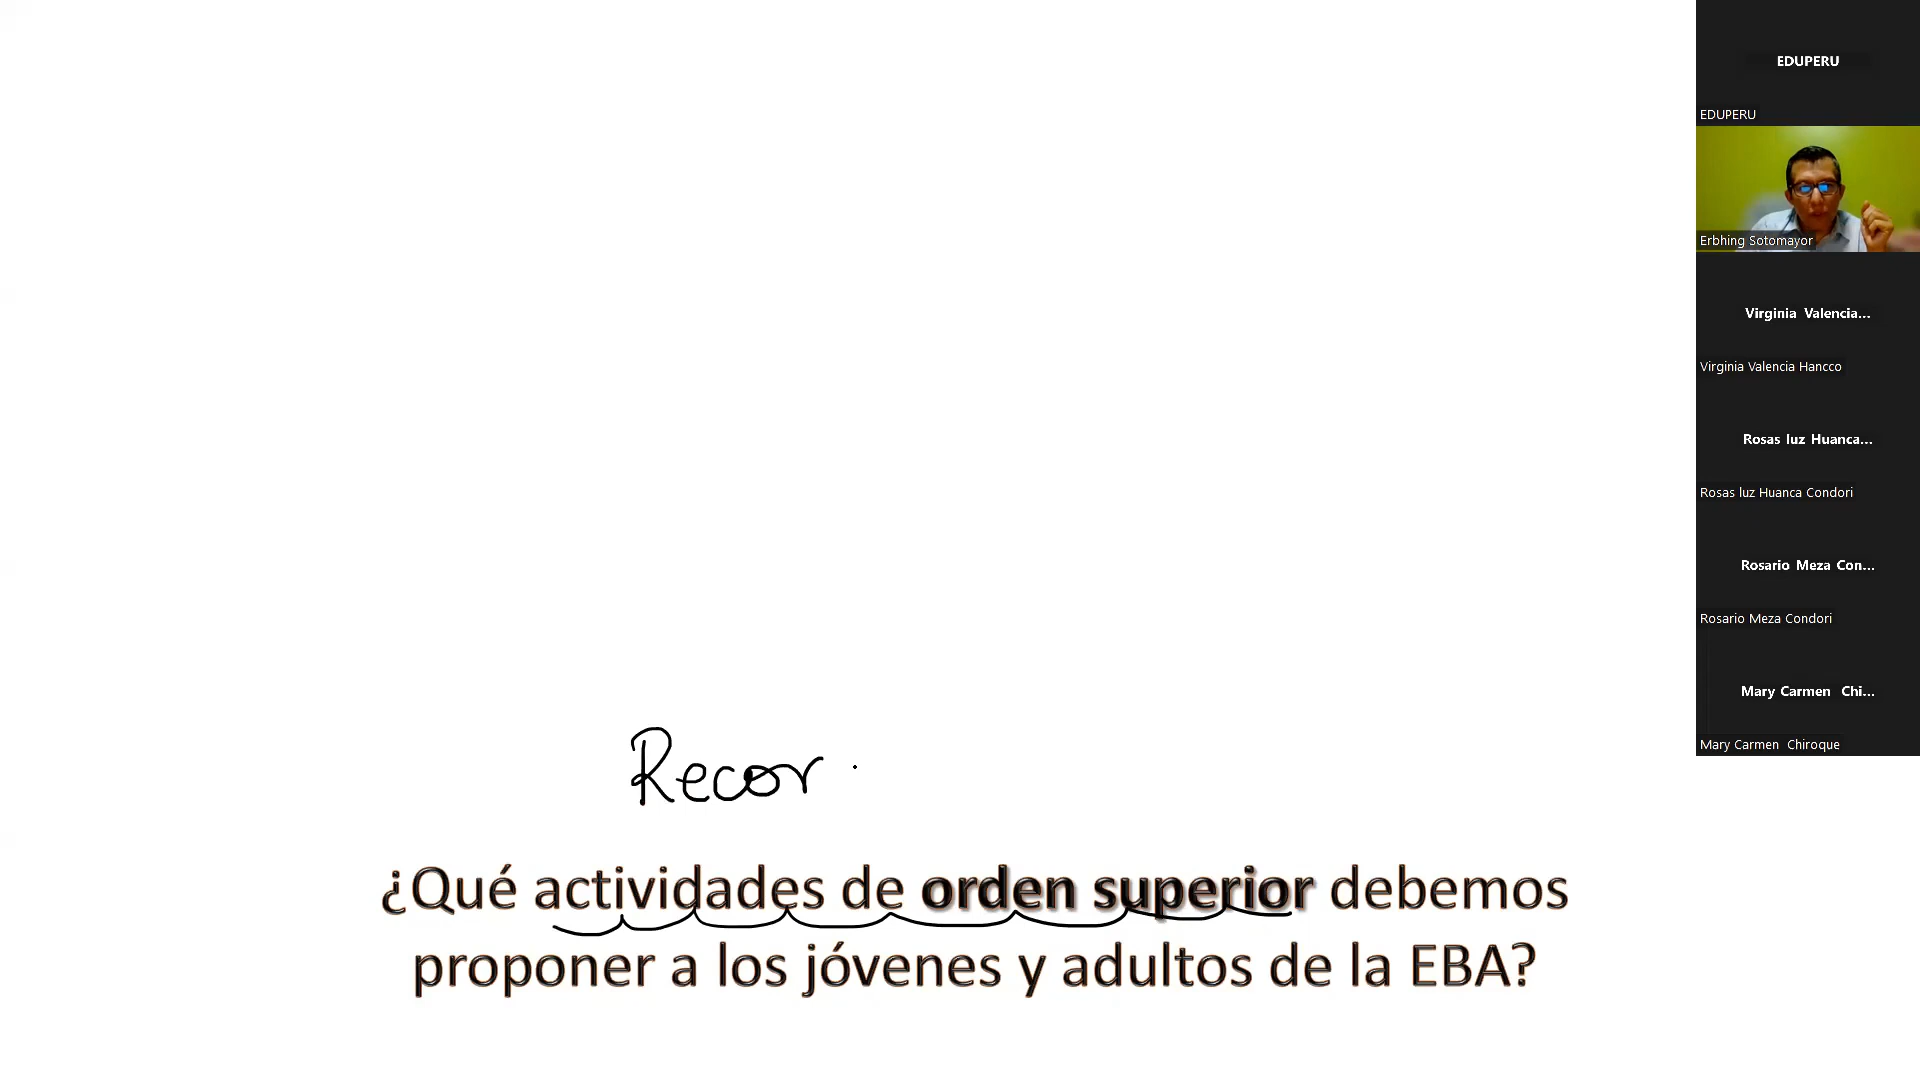 Recor
¿Qué actividades de orden superior debemos
proponer a los jóvenes y adultos de la EBA?
EDUPERU
EDUPERU
Erbhing Sotomayor
Virginia Valencia...
Virginia Valencia Hancco
Rosas luz Huanca...
Rosas luz Huanca Condori
Rosario Meza Con...
Rosario Meza Condori
Mary Carmen Chi...
Mary Carmen Chiroque